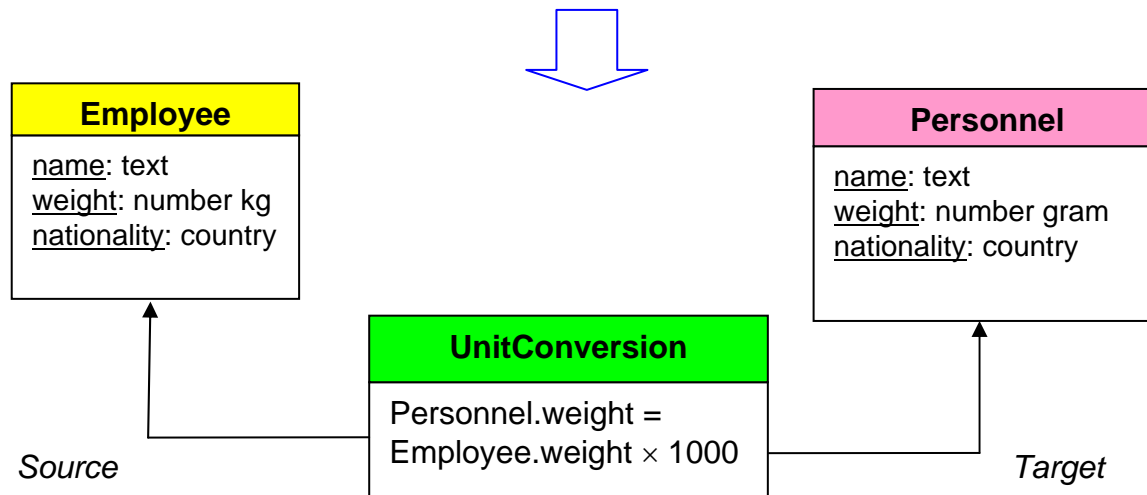 Employee
name: text
weight: number kg
nationality: country
Personnel
name: text
weight: number gram
nationality: country
UnitConversion
Personnel.weight =
Employee.weight × 1000
Source
Target